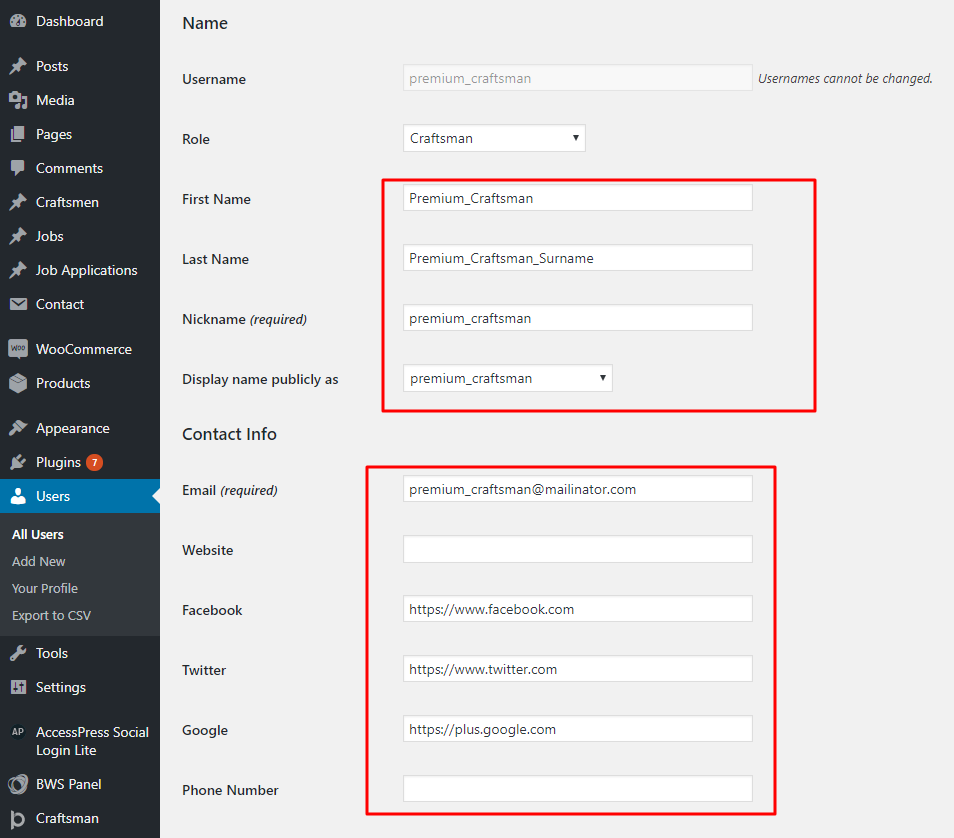 Dashboard
Posts
Media
Pages
Comments
Craftsmen
Jobs
Job Applications
Contact
WOO WooCommerce
Products
Appearance
Plugins 7
Users
All Users
Add New
Your Profile
Export to CSV
Tools
Settings
AP AccessPress Social
Login Lite
BWS Panel
Craftsman
Name
Username premium_craftsman Usernames cannot be changed.
Role Craftsman
First Name Premium_Craftsman
Last Name Premium_Craftsman_Surname
Nickname (required) premium_craftsman
Display name publicly as premium_craftsman
Contact Info
Email (required) premium_craftsman@mailinator.com
Website
Facebook https://www.facebook.com
Twitter https://www.twitter.com
Google https://plus.google.com
Phone Number